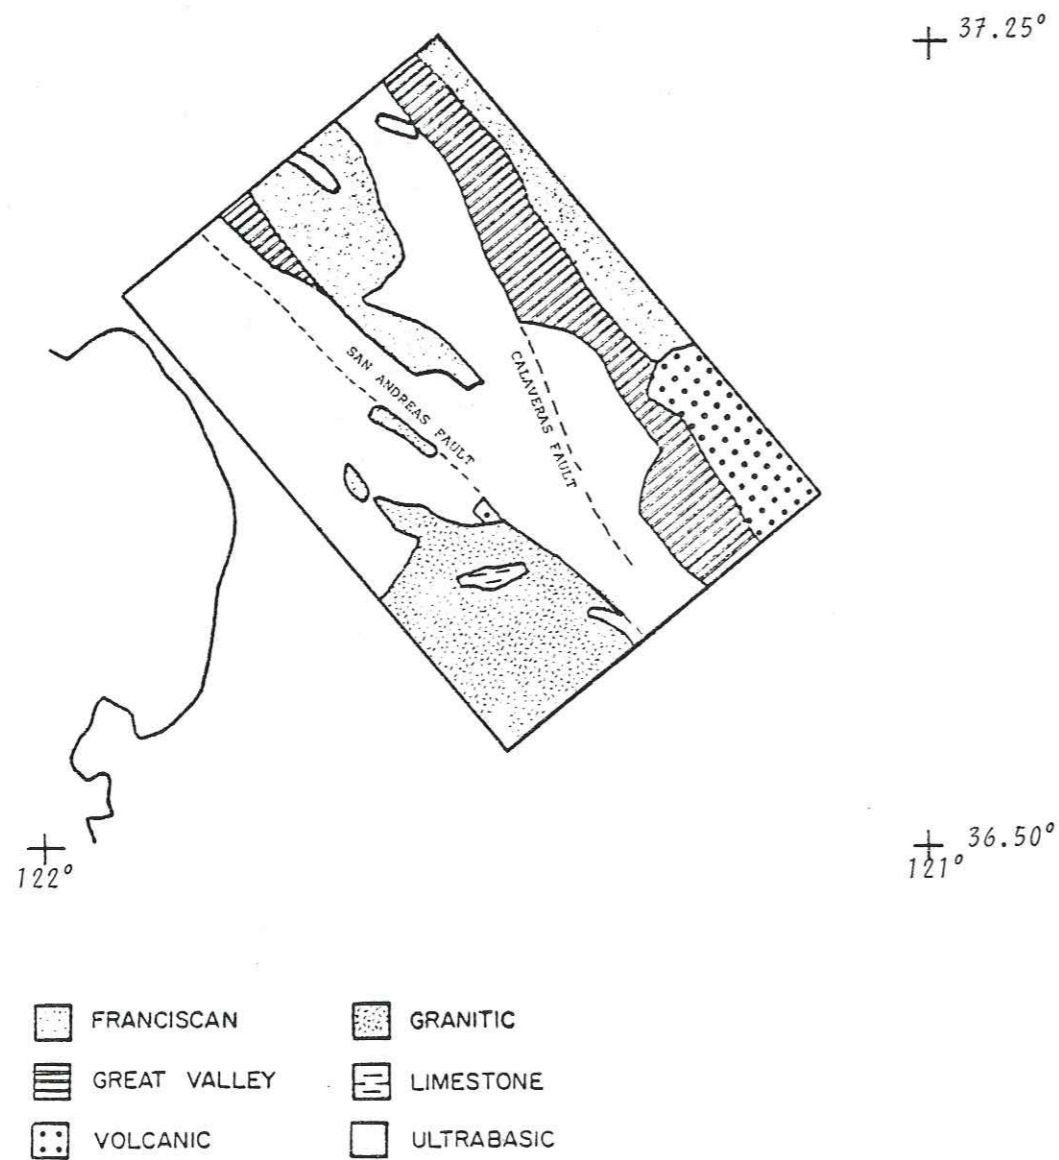 37.25°
SAN ANDREAS FAULT
CALAVERAS FAULT
36.50°
122°
121°
FRANCISCAN
GRANITIC
GREAT VALLEY
LIMESTONE
VOLCANIC
ULTRABASIC